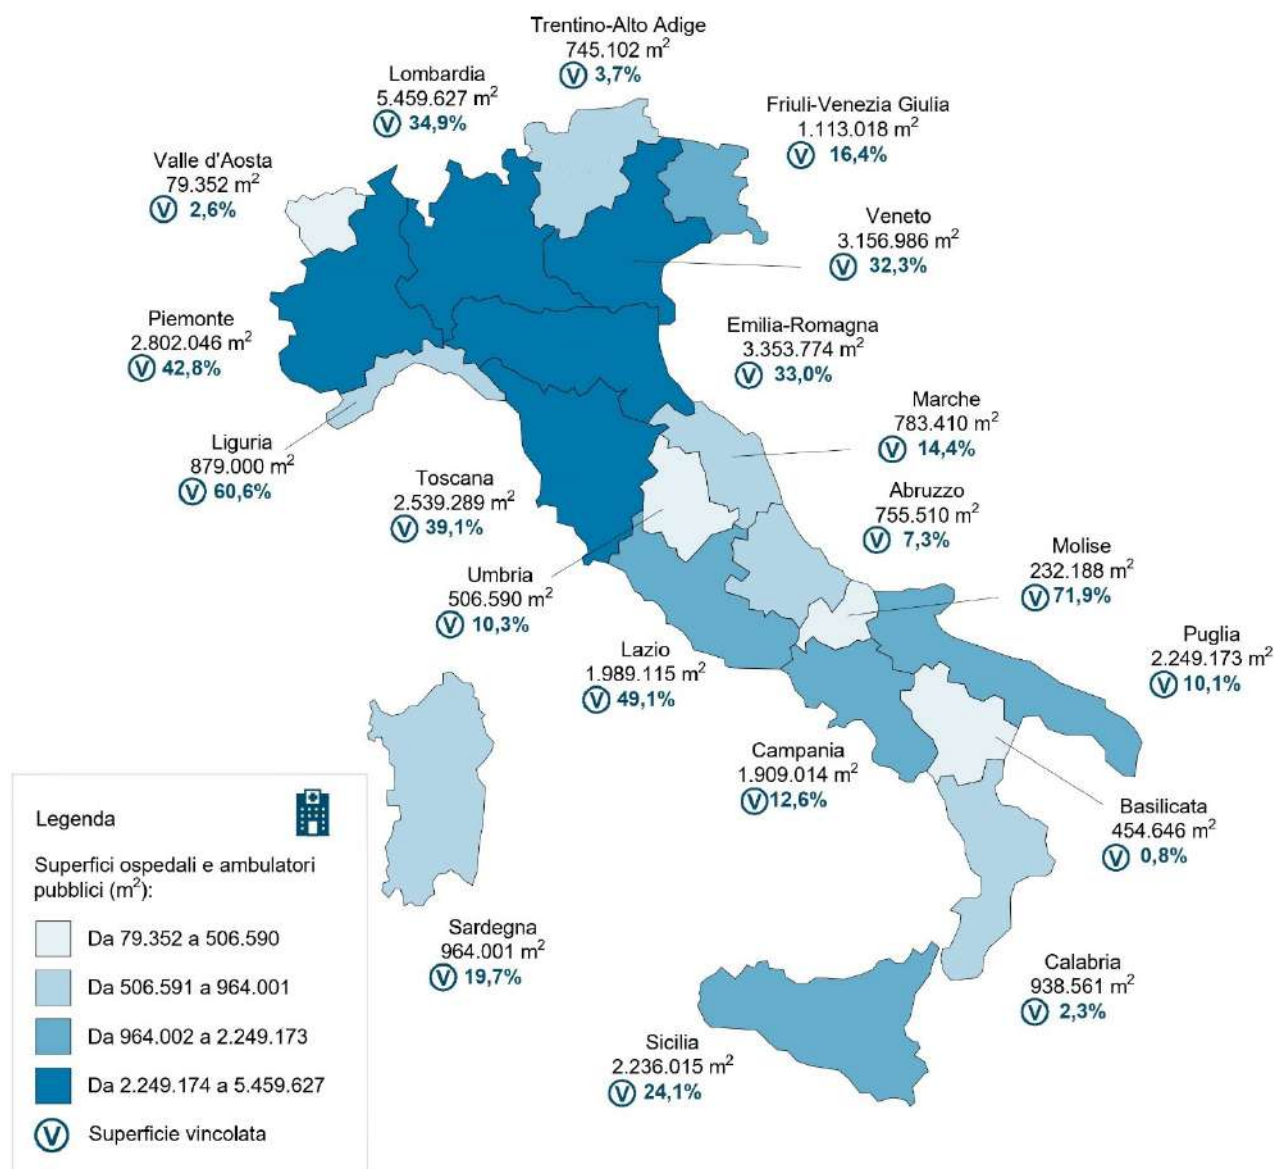 Trentino-Alto Adige
745.102 m²
V 3,7%
Lombardia
5.459.627 m²
V 34,9%
Friuli-Venezia Giulia
1.113.018 m²
V 16,4%
Valle d'Aosta
79.352 m²
V 2,6%
Veneto
3.156.986 m²
V 32,3%
Piemonte
2.802.046 m²
V 42,8%
Emilia-Romagna
3.353.774 m²
V 33,0%
Marche
783.410 m²
V 14,4%
Liguria
879.000 m²
V 60,6%
Toscana
2.539.289 m²
V 39,1%
Abruzzo
755.510 m²
V 7,3%
Molise
232.188 m²
V 71,9%
Umbria
506.590 m²
V 10,3%
Puglia
2.249.173 m²
V 10,1%
Lazio
1.989.115 m²
V 49,1%
Campania
1.909.014 m²
V 12,6%
Basilicata
454.646 m²
V 0,8%
Sardegna
964.001 m²
V 19,7%
Calabria
938.561 m²
V 2,3%
Sicilia
2.236.015 m²
V 24,1%
Legenda
Superfici ospedali e ambulatori
pubblici (m²):
Da 79.352 a 506.590
Da 506.591 a 964.001
Da 964.002 a 2.249.173
Da 2.249.174 a 5.459.627
V Superficie vincolata